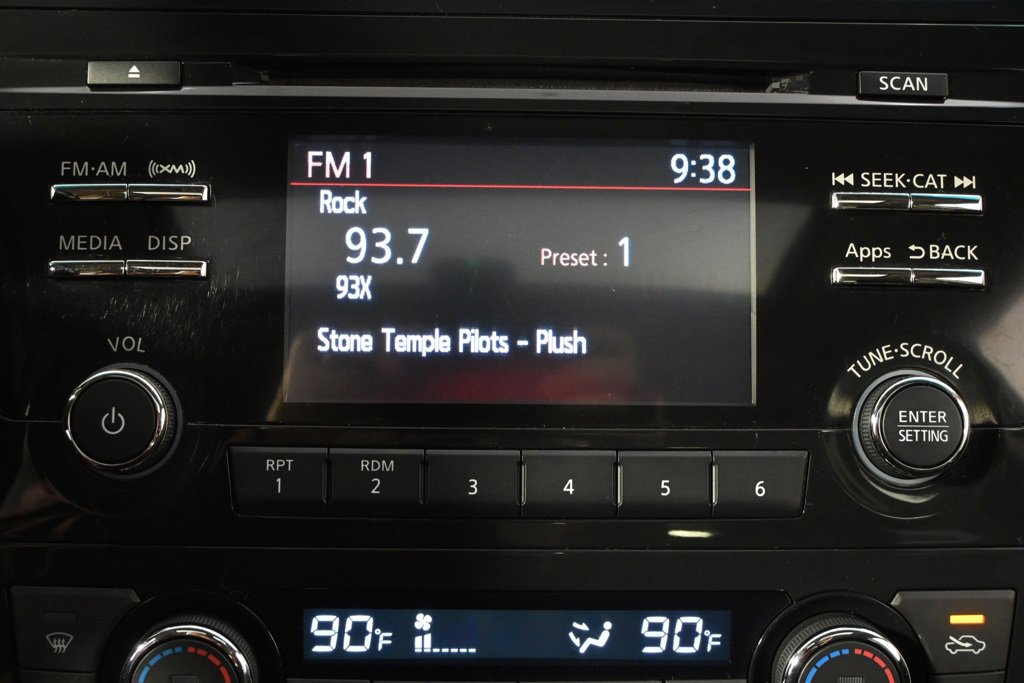 SCAN
FM·AM XM
FM 1 9:38
SEEK·CAT
Rock
93.7
Preset : 1
MEDIA DISP
Apps BACK
93X
Stone Temple Pilots - Plush
VOL
TUNE·SCROLL
ENTER
SETTING
RPT RDM
1 2 3 4 5 6
90°F 90°F